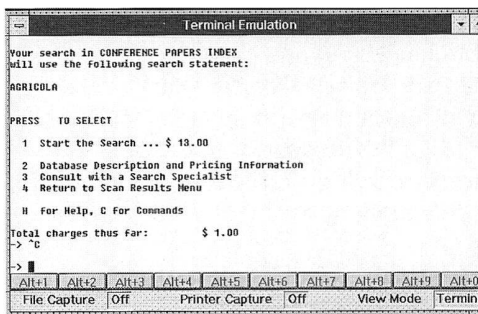 Terminal Emulation
Your search in CONFERENCE PAPERS INDEX
will use the following search statement:
AGRICOLA
PRESS TO SELECT
1 Start the Search ... $ 13.00
2 Database Description and Pricing Information
3 Consult with a Search Specialist
4 Return to Scan Results Menu
H for Help, C for Commands
Total charges thus far: $ 1.00
-> ^C
->
Alt+1 Alt+2 Alt+3 Alt+4 Alt+5 Alt+6 Alt+7 Alt+8 Alt+9 Alt+0
File Capture Off Printer Capture Off View Mode Termin